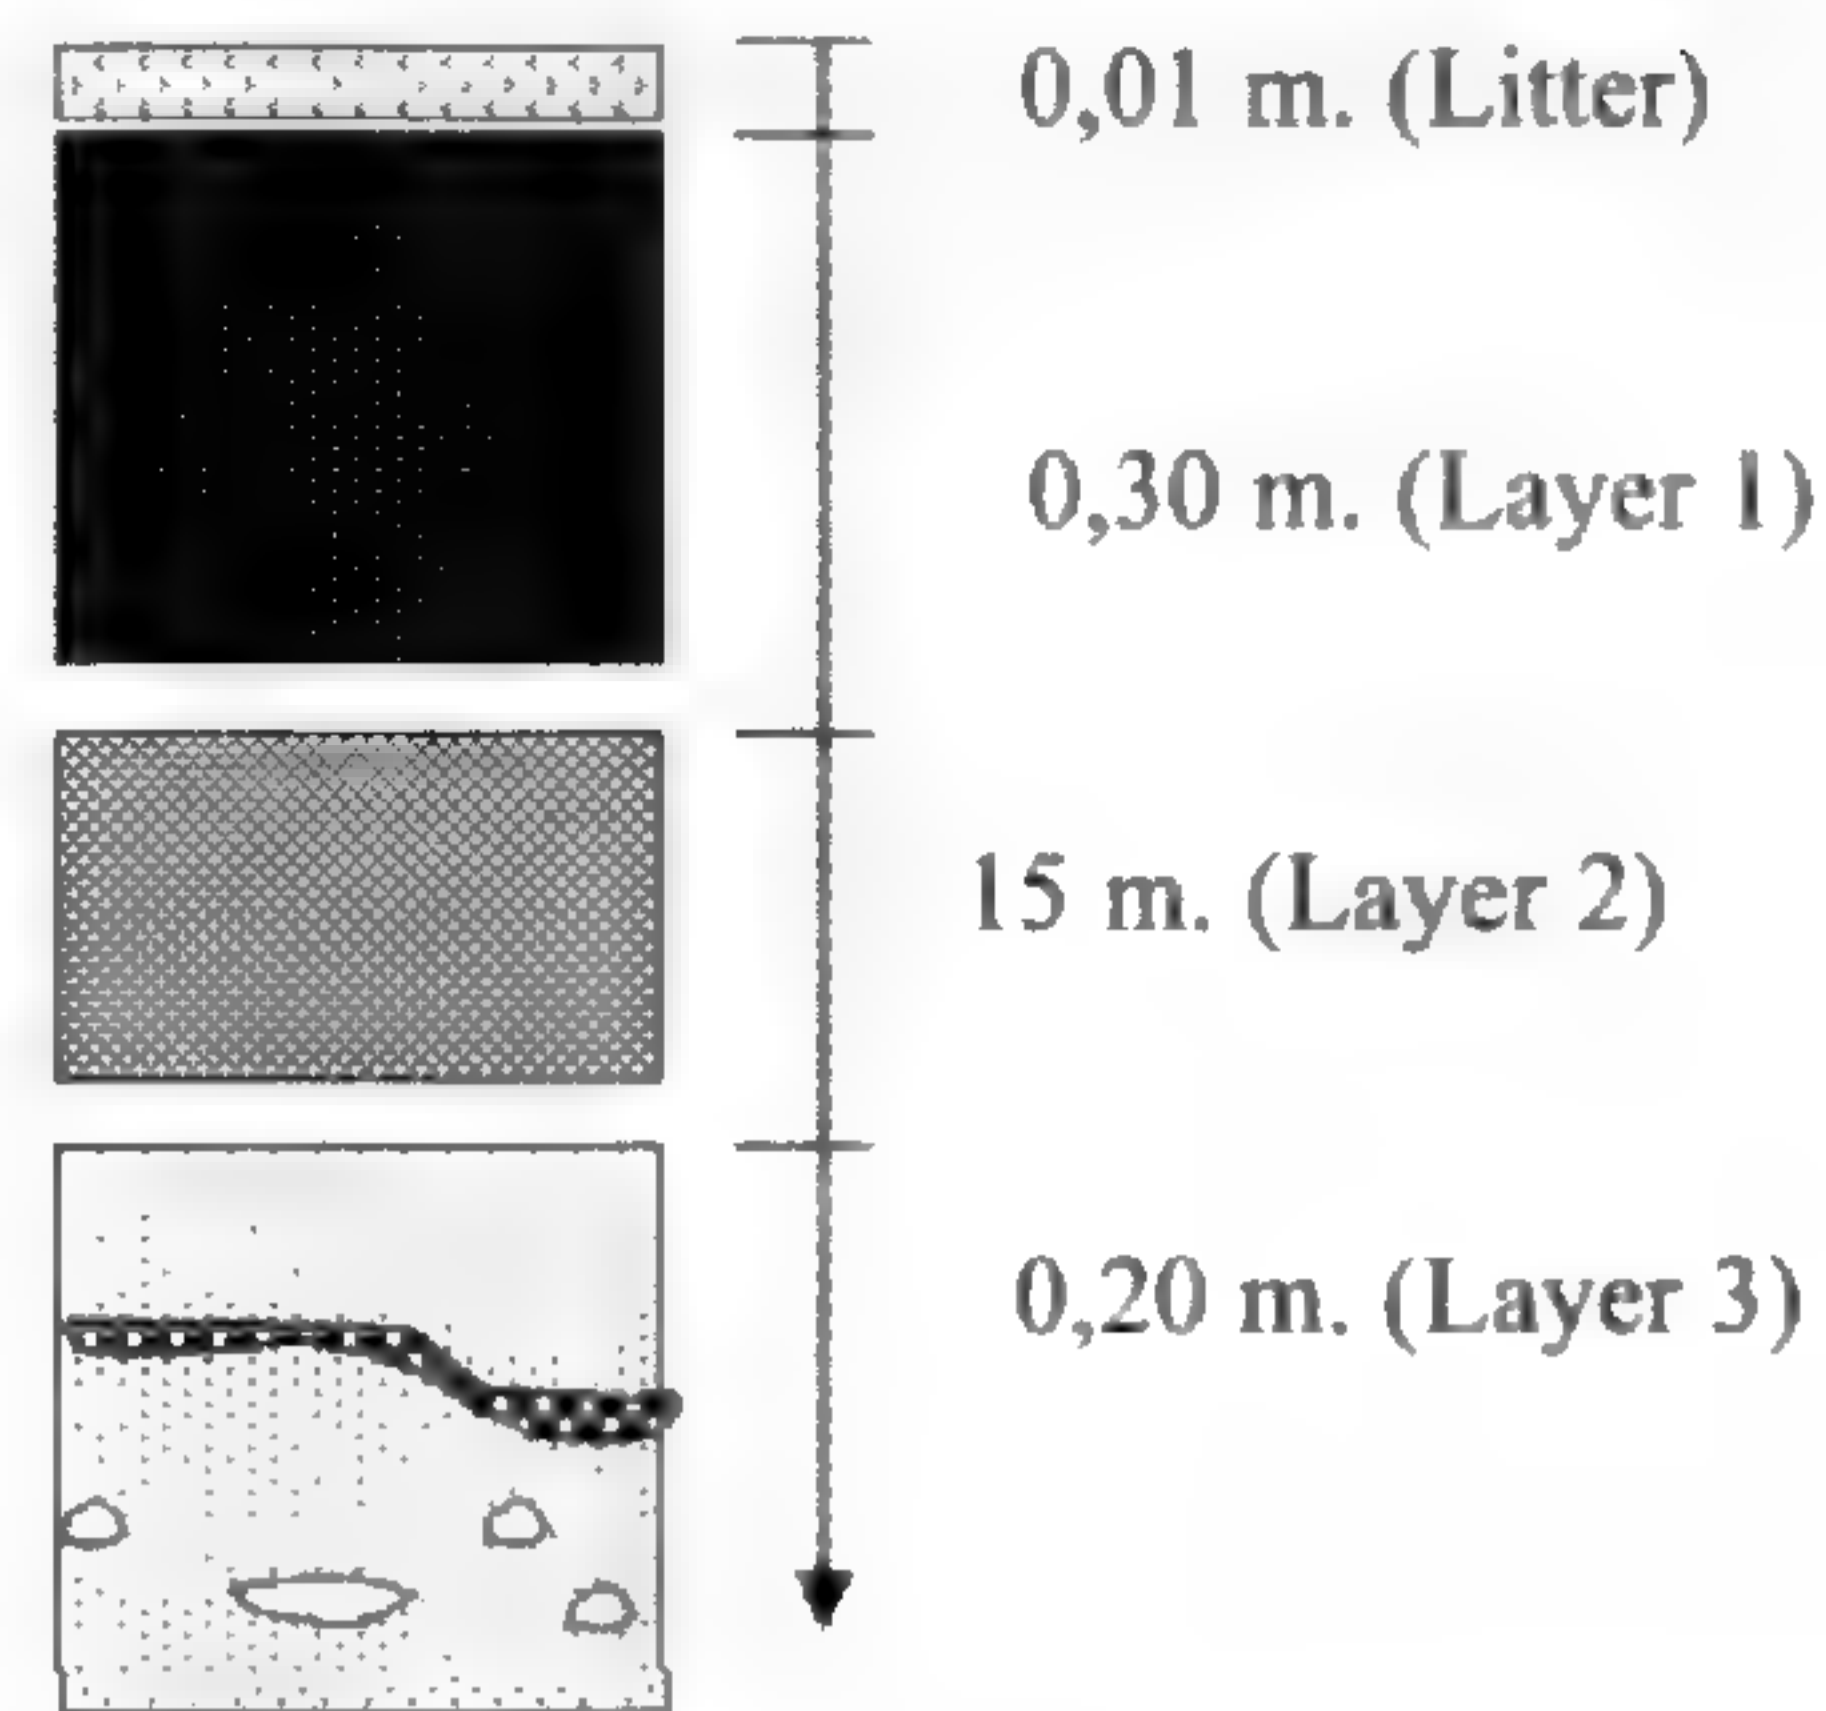 0,01 m. (Litter)
0,30 m. (Layer 1)
15 m. (Layer 2)
0,20 m. (Layer 3)